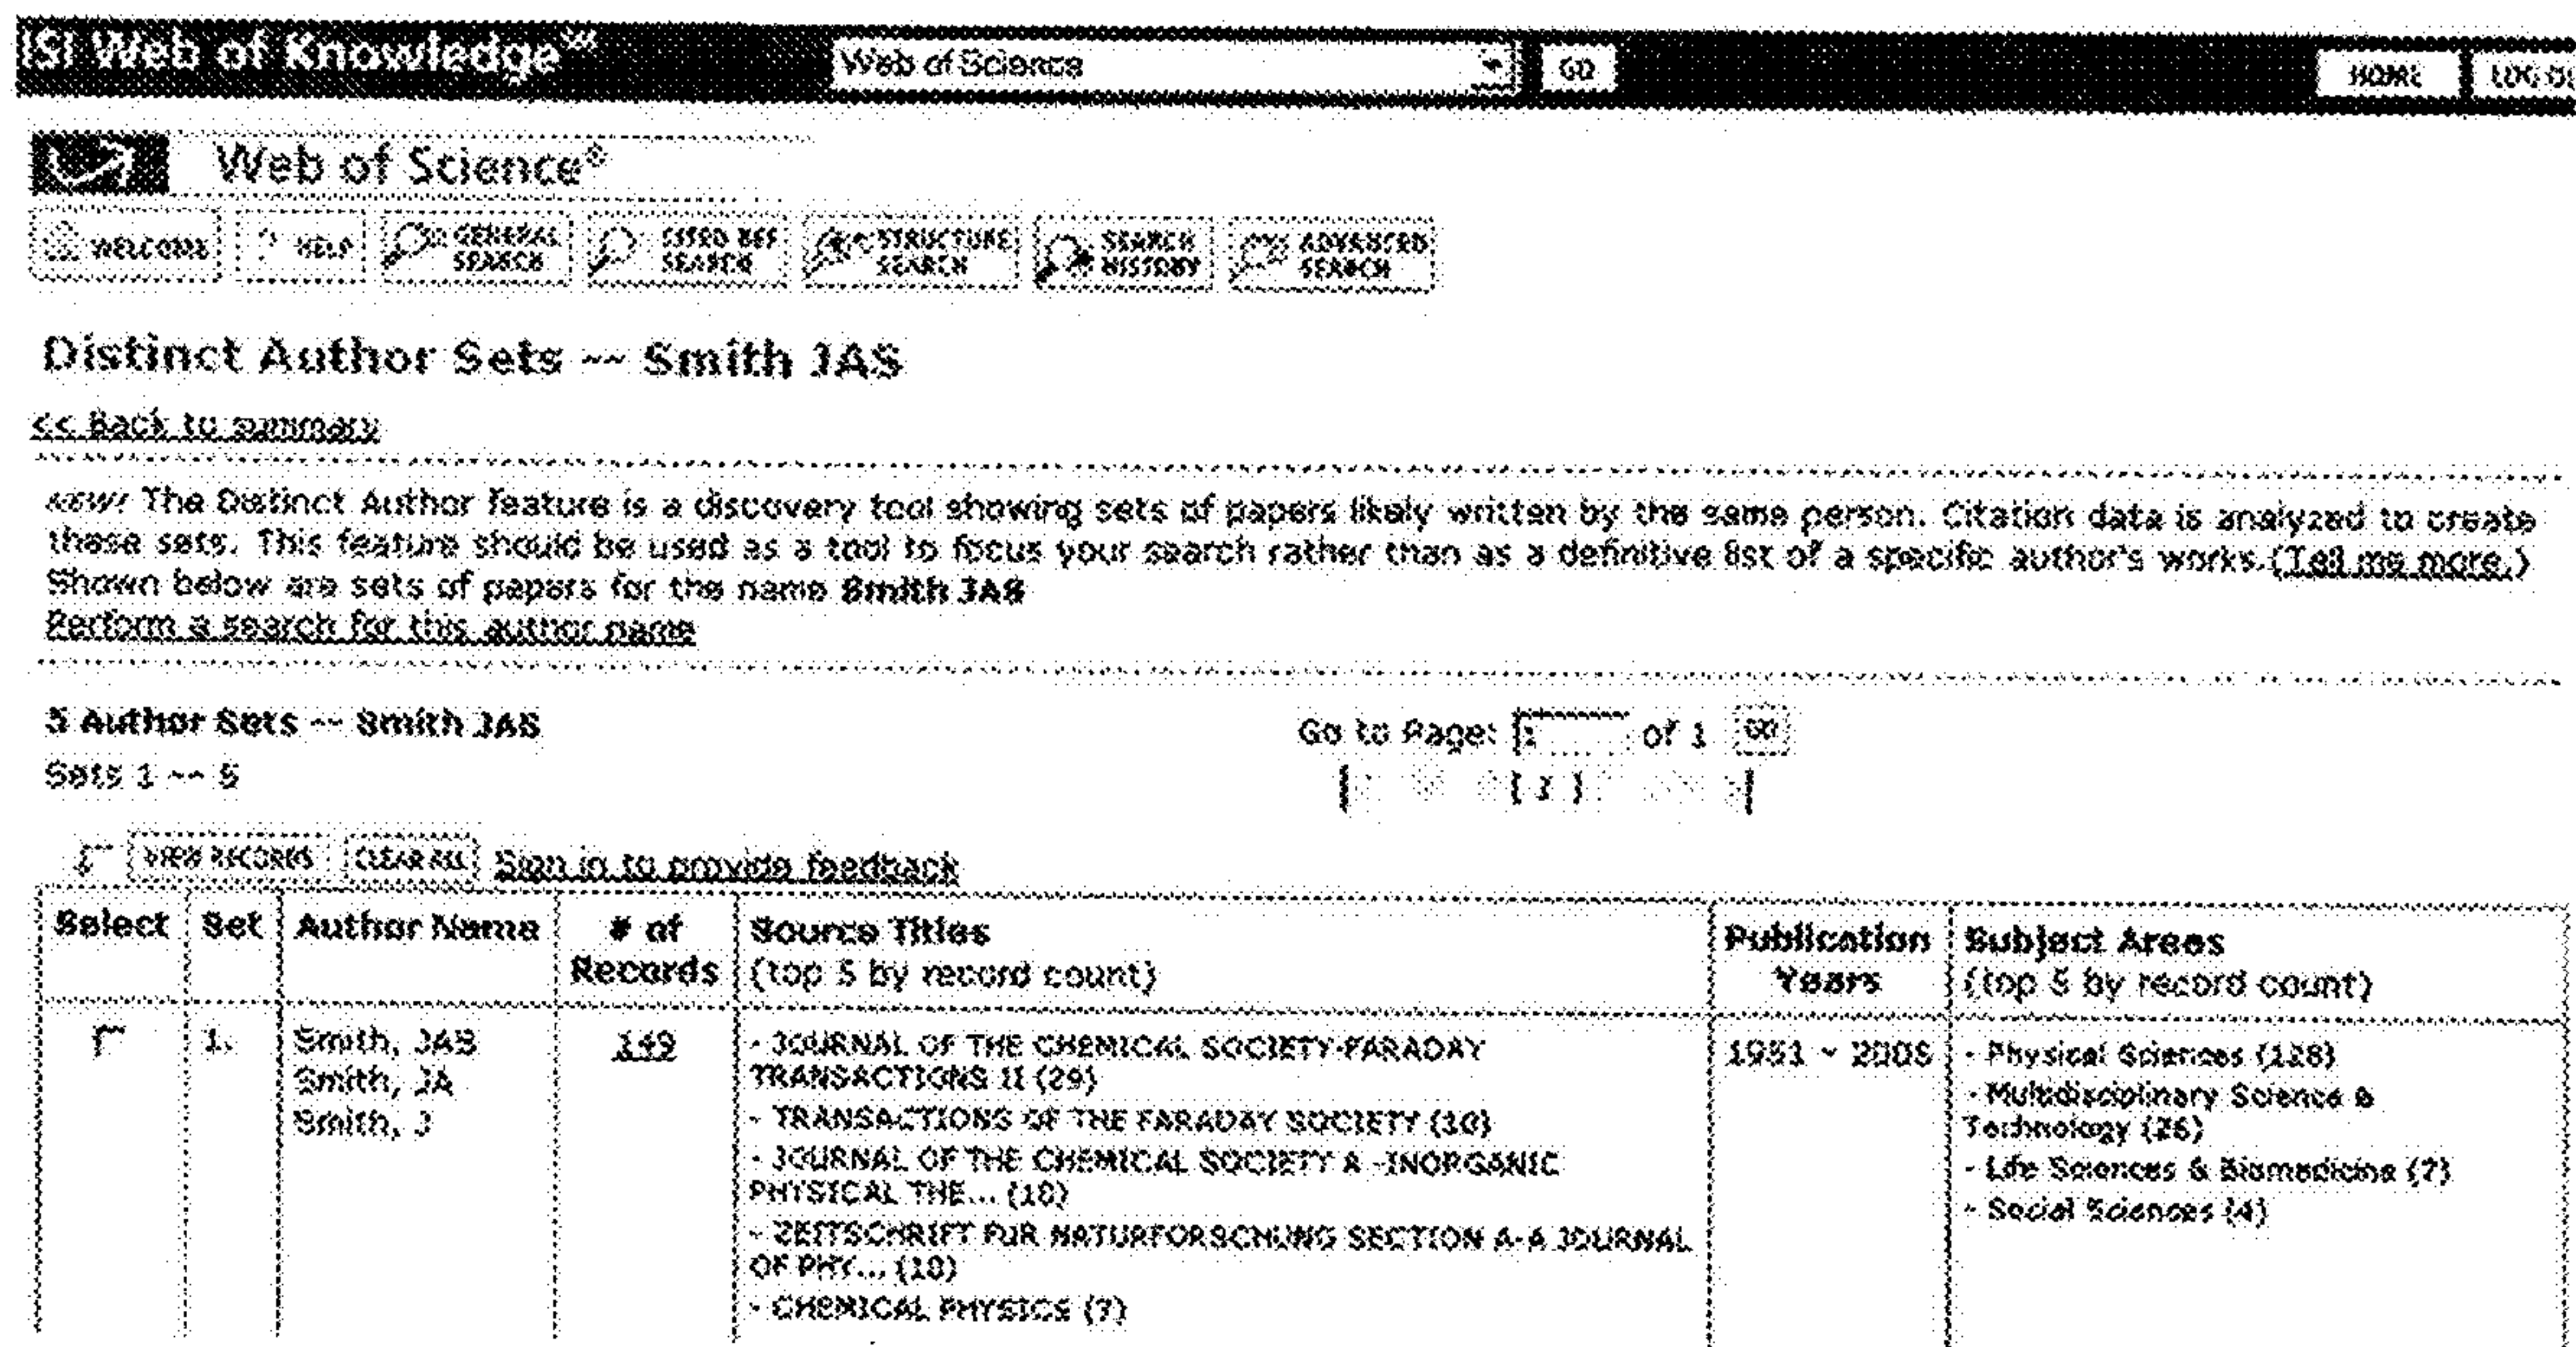 ISI Web of Knowledge
Web of Science GO HOME LOG
Web of Science®
WELCOME ? HELP GENERAL SEARCH CITED REF SEARCH STRUCTURE SEARCH SEARCH HISTORY ADVANCED SEARCH
Distinct Author Sets -- Smith JAS
<< Back to summary
NEW! The Distinct Author feature is a discovery tool showing sets of papers likely written by the same person. Citation data is analyzed to create
these sets. This feature should be used as a tool to focus your search rather than as a definitive list of a specific author's works.(Tell me more.)
Shown below are sets of papers for the name Smith JAS
Perform a search for this author name
5 Author Sets -- Smith JAS
Go to Page: 1 of 1 GO
Sets 1 -- 5
[ 1 ]
VIEW RECORDS CLEAR ALL Sign in to provide feedback
Select Set Author Name # of Records Source Titles (top 5 by record count) Publication Years Subject Areas (top 5 by record count)
1.
Smith, JAS
Smith, JA
Smith, J
149
- JOURNAL OF THE CHEMICAL SOCIETY-FARADAY
TRANSACTIONS II (29)
- TRANSACTIONS OF THE FARADAY SOCIETY (10)
- JOURNAL OF THE CHEMICAL SOCIETY A -INORGANIC
PHYSICAL THE... (10)
- ZEITSCHRIFT FUR NATURFORSCHUNG SECTION A-A JOURNAL
OF PHY... (10)
- CHEMICAL PHYSICS (7)
1951 - 2005
- Physical Sciences (128)
- Multidisciplinary Science &
Technology (26)
- Life Sciences & Biomedicine (7)
- Social Sciences (4)